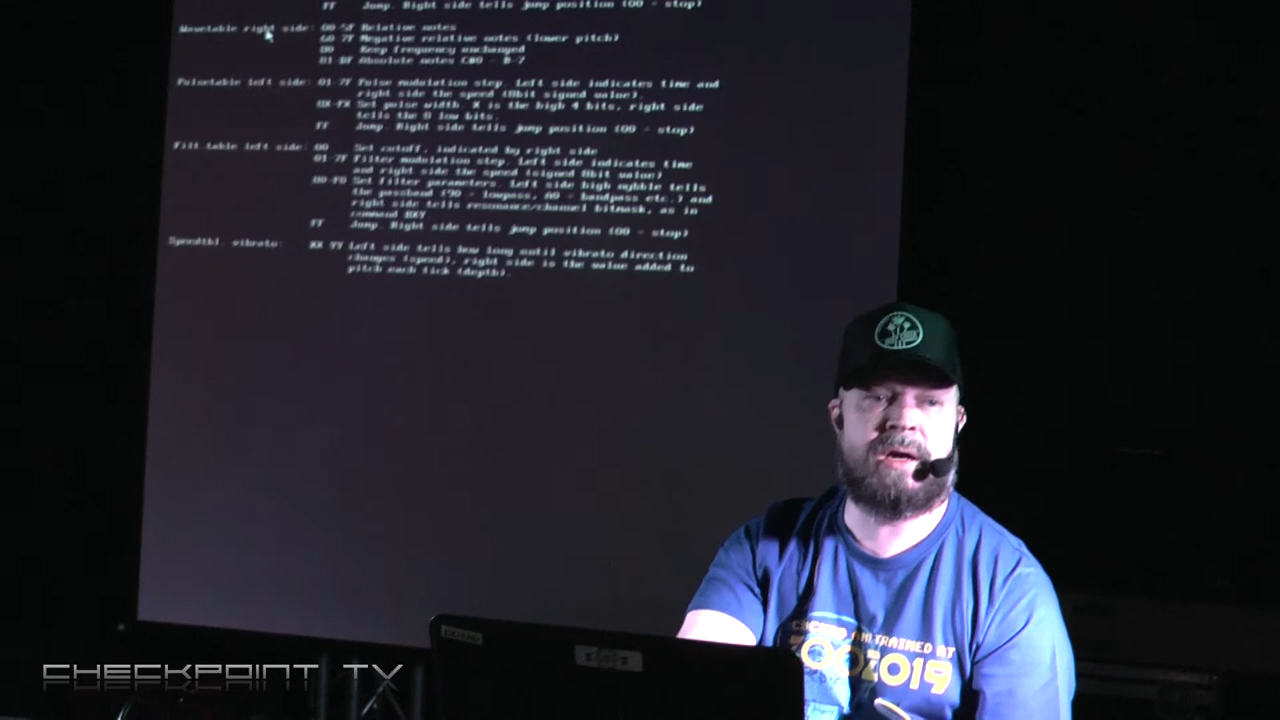 FF Jump. Right side tells jump position (00 - stop)
Wavetable right side: 00-5F Relative notes
60-7F Negative relative notes (lower pitch)
80 Keep frequency unchanged
81-DF Absolute notes C#0 - B-7
Pulsetable left side: 01-7F Pulse modulation step. Left side indicates time and
right side the speed (8bit signed value).
8X-FX Set pulse width. X is the high 4 bits, right side
tells the 8 low bits.
FF Jump. Right side tells jump position (00 - stop)
Filt.table left side: 00 Set cutoff, indicated by right side
01-7F Filter modulation step. Left side indicates time
and right side the speed (signed 8bit value)
80-F0 Set filter parameters. Left side high nybble tells
the passband (90 - lowpass, A0 - bandpass etc.) and
right side tells resonance/channel bitmask, as in
command BXY
FF Jump. Right side tells jump position (00 - stop)
Speedtbl. vibrato: XX YY Left side tells how long until vibrato direction
changes (speed), right side is the value added to
pitch each tick (depth).
TRAINED AT
2019
CHECKPOINT TV